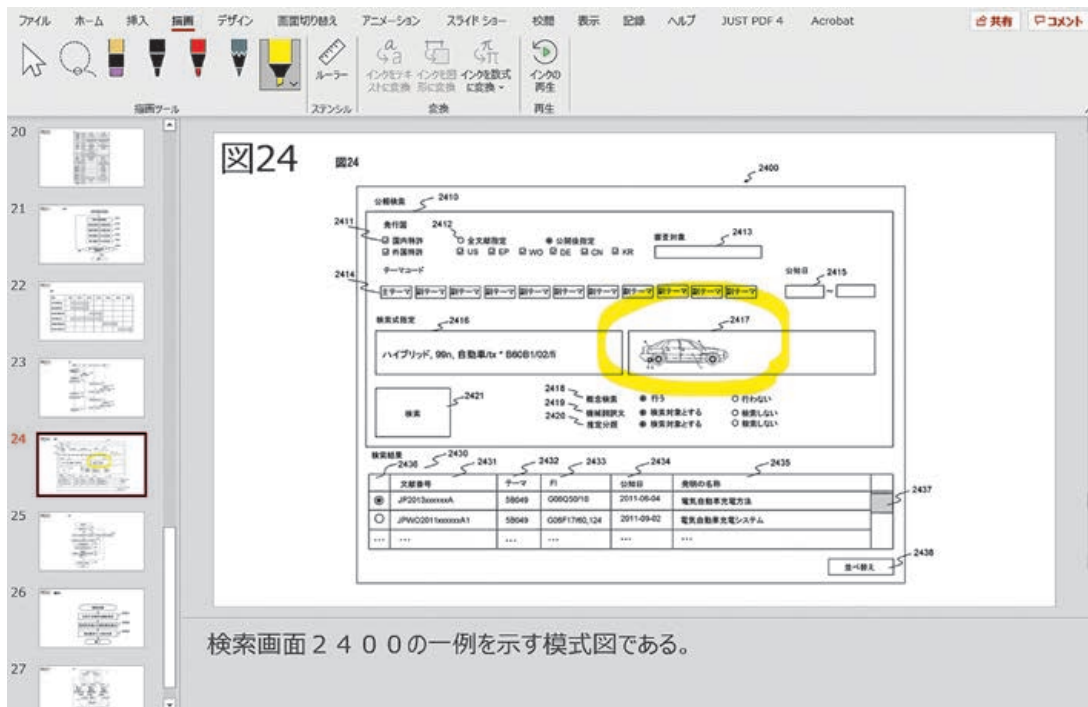 ファイル ホーム 挿入 描画 デザイン 画面切り替え アニメーション スライド ショー 校閲 表示 記録 ヘルプ JUST PDF 4 Acrobat 共有 コメント
ルーラー
インクをテキストに変換
インクを図形に変換
インクを数式に変換
インクの再生
描画ツール ステンシル 変換 再生
20
21
22
23
24
25
26
27
図24
図24
2400
公報検索 2410
2411 発行国 2412
国内特許 全文献指定 公開後指定 審査対象 2413
外国特許 US EP WO DE CN KR
テーマコード 公知日 2415
2414 主テーマ 副テーマ 副テーマ 副テーマ 副テーマ 副テーマ 副テーマ 副テーマ 副テーマ 副テーマ 副テーマ ~
検索式指定 2416 2417
ハイブリッド, 99n, 自動車/tx * B60B1/02/fi
検索 2421
2418 概念検索 行う 行わない
2419 機械翻訳文 検索対象とする 検索しない
2420 推定分類 検索対象とする 検索しない
検索結果
2436 2430 2431 2432 2433 2434 2435
文献番号 テーマ FI 公知日 発明の名称
2437
JP2013xxxxxxA 5B049 G06Q50/10 2011-06-04 電気自動車充電方法
JPWO2011xxxxxxA1 5B049 G06F17/60,124 2011-09-02 電気自動車充電システム
... ... ... ... ...
並べ替え 2438
検索画面2400の一例を示す模式図である。